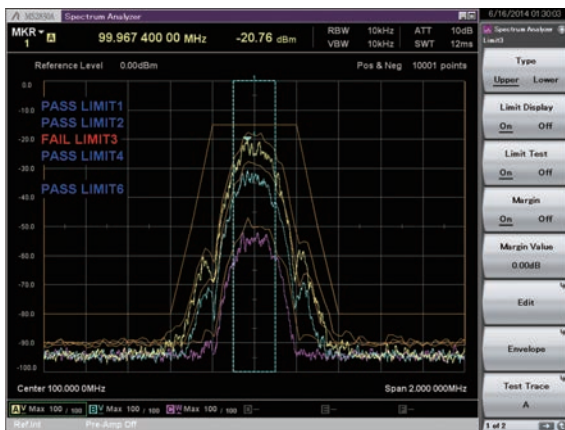 MS2830A Spectrum Analyzer
6/16/2014 01:30:03
MKR 1 A 99.967 400 00 MHz -20.76 dBm
RBW 10kHz ATT 10dB
VBW 10kHz SWT 12ms
Reference Level 0.00dBm Pos & Neg 10001 points
0.0
-10.0
-20.0
-30.0
-40.0
-50.0
-60.0
-70.0
-80.0
-90.0
-100.0
PASS LIMIT1
PASS LIMIT2
FAIL LIMIT3
PASS LIMIT4
PASS LIMIT6
1
Center 100.000 0MHz Span 2.000 000MHz
A V Max 100 / 100 B V Max 100 / 100 C W Max 100 / 100
Ref.Int Pre-Amp Off
Spectrum Analyzer
Limit3
Type
Upper Lower
Limit Display
On Off
Limit Test
On Off
Margin
On Off
Margin Value
0.00dB
Edit
Envelope
Test Trace
A
1 of 2